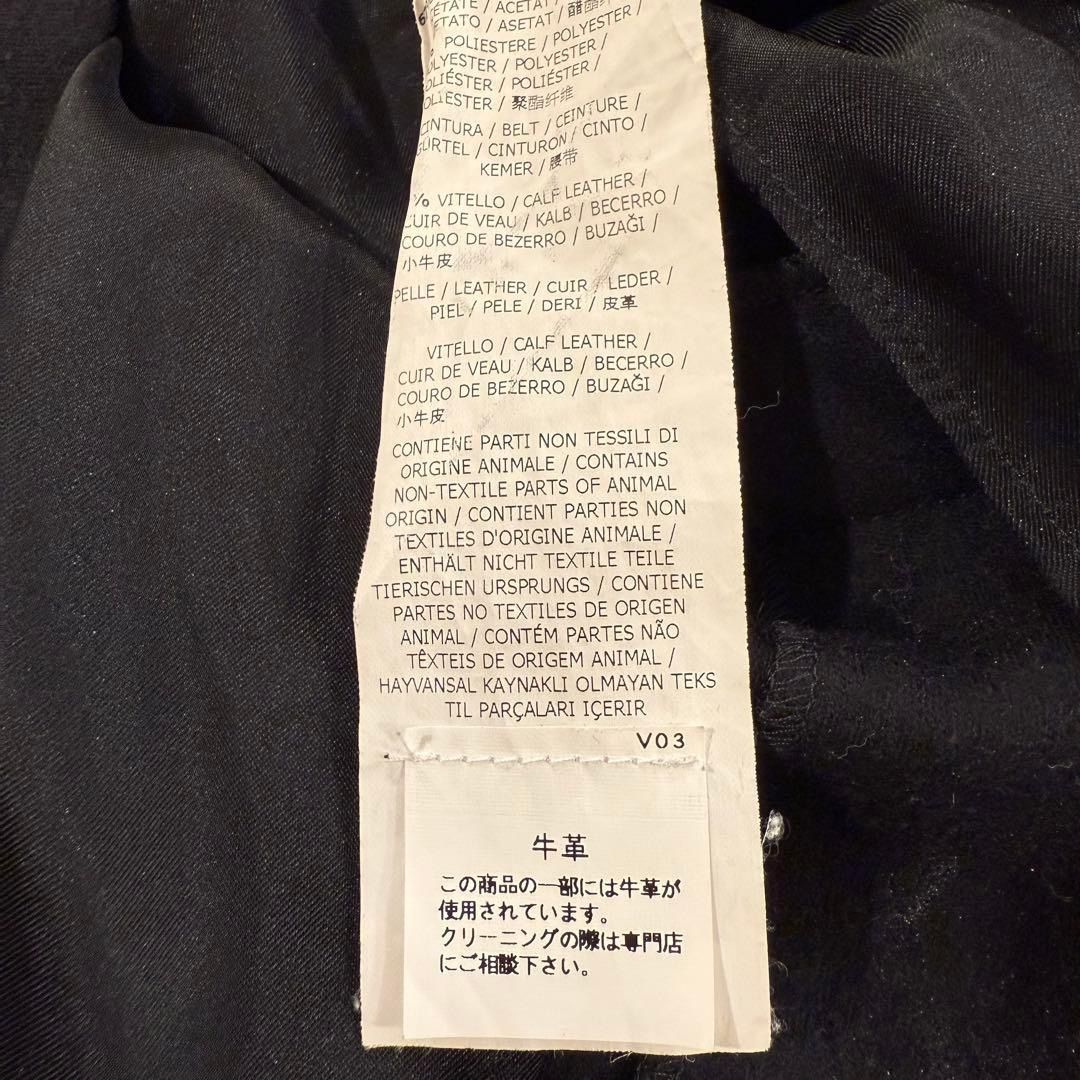 ACETAT / 醋酯
ETATO / ASETAT /
POLIESTERE / POLYESTER /
POLYESTER / POLYESTER /
POLIÉSTER / POLIÉSTER /
POLIESTER / 聚酯纤维
CINTURA / BELT / CEINTURE /
GÜRTEL / CINTURON / CINTO /
KEMER / 腰带
% VITELLO / CALF LEATHER /
CUIR DE VEAU / KALB / BECERRO /
COURO DE BEZERRO / BUZAĞI /
小牛皮
PELLE / LEATHER / CUIR / LEDER /
PIEL / PELE / DERI / 皮革
VITELLO / CALF LEATHER /
CUIR DE VEAU / KALB / BECERRO /
COURO DE BEZERRO / BUZAĞI /
小牛皮
CONTIENE PARTI NON TESSILI DI
ORIGINE ANIMALE / CONTAINS
NON-TEXTILE PARTS OF ANIMAL
ORIGIN / CONTIENT PARTIES NON
TEXTILES D'ORIGINE ANIMALE /
ENTHÄLT NICHT TEXTILE TEILE
TIERISCHEN URSPRUNGS / CONTIENE
PARTES NO TEXTILES DE ORIGEN
ANIMAL / CONTÉM PARTES NÃO
TÊXTEIS DE ORIGEM ANIMAL /
HAYVANSAL KAYNAKLI OLMAYAN TEKS
TIL PARÇALARI IÇERIR
V03
牛革
この商品の一部には牛革が
使用されています。
クリーニングの際は専門店
にご相談下さい。